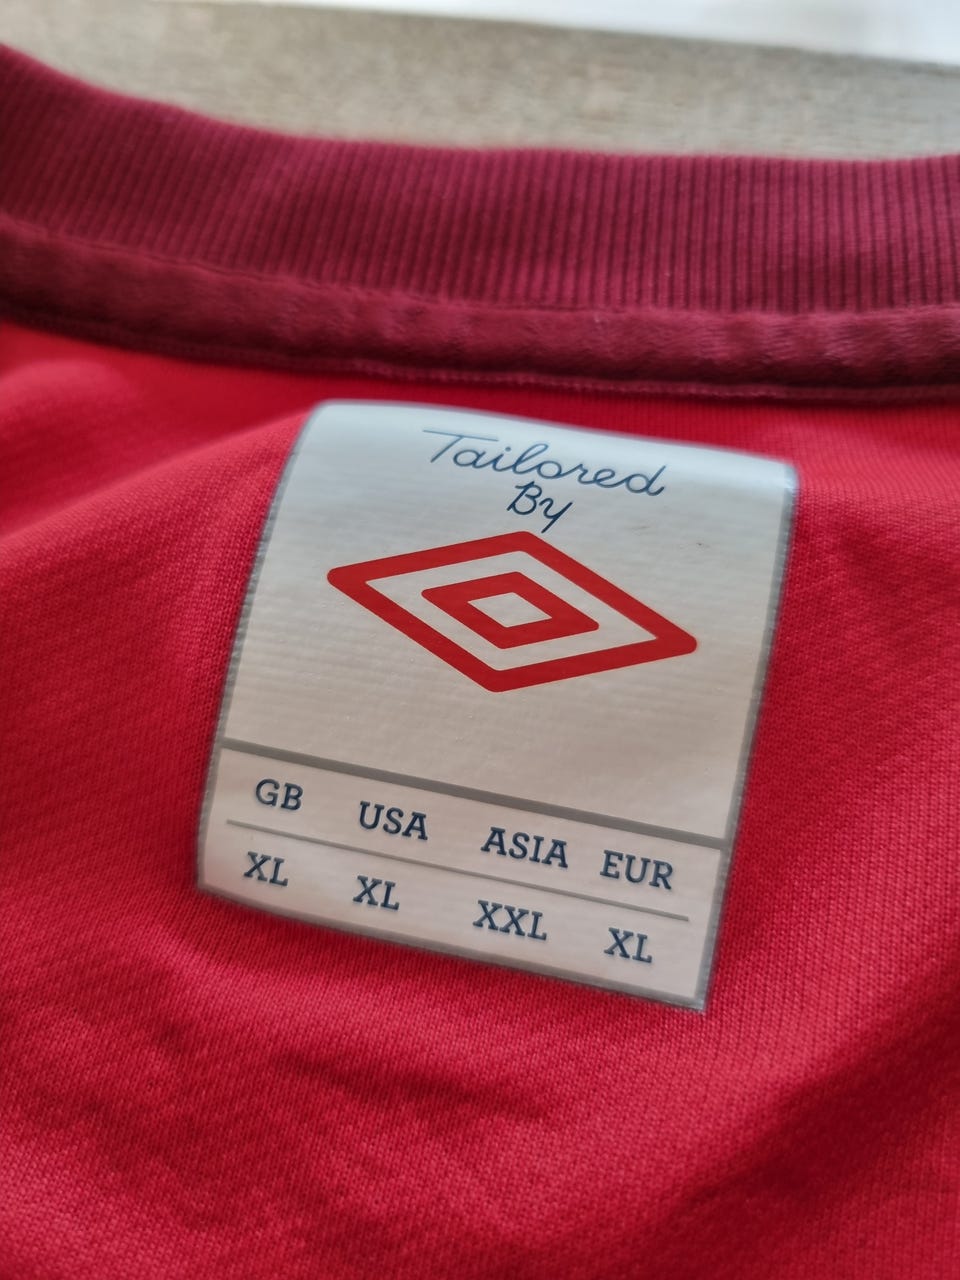 Tailored
By
GB USA ASIA EUR
XL XL XXL XL